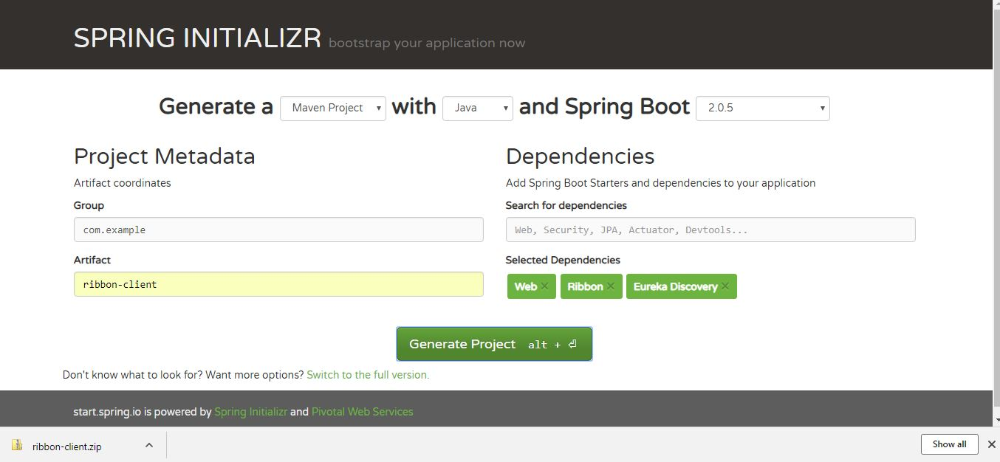 SPRING INITIALIZR bootstrap your application now
Generate a Maven Project with Java and Spring Boot 2.0.5
Project Metadata
Artifact coordinates
Group
com.example
Artifact
ribbon-client
Dependencies
Add Spring Boot Starters and dependencies to your application
Search for dependencies
Web, Security, JPA, Actuator, Devtools...
Selected Dependencies
Web × Ribbon × Eureka Discovery ×
Generate Project alt + ⏎
Don't know what to look for? Want more options? Switch to the full version.
start.spring.io is powered by Spring Initializr and Pivotal Web Services
ribbon-client.zip
Show all